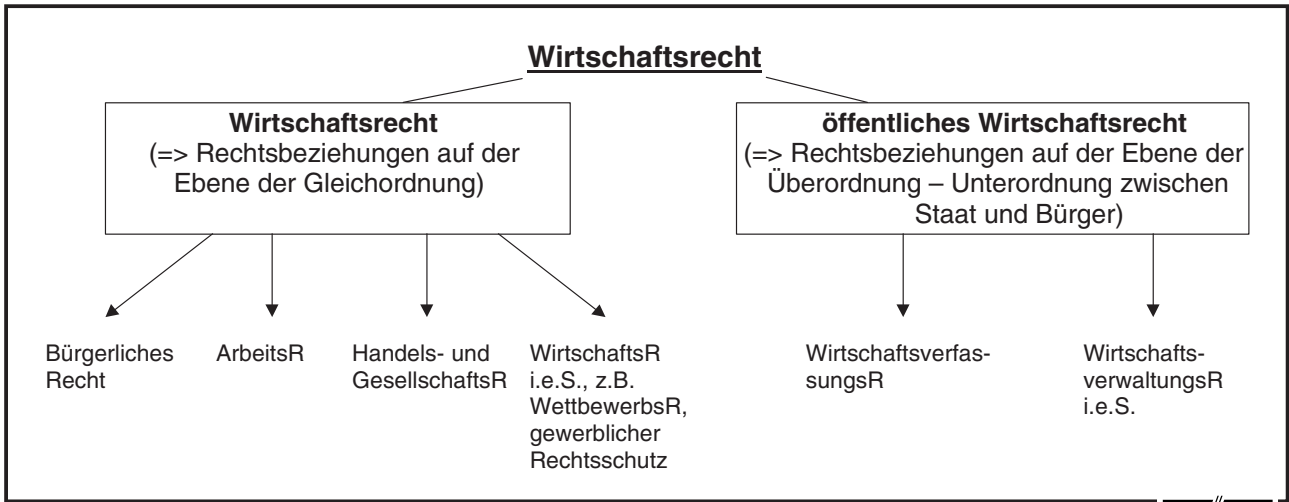 Wirtschaftsrecht
Wirtschaftsrecht
(=> Rechtsbeziehungen auf der
Ebene der Gleichordnung)
öffentliches Wirtschaftsrecht
(=> Rechtsbeziehungen auf der Ebene der
Überordnung – Unterordnung zwischen
Staat und Bürger)
Bürgerliches
Recht
ArbeitsR
Handels- und
GesellschaftsR
WirtschaftsR
i.e.S., z.B.
WettbewerbsR,
gewerblicher
Rechtsschutz
Wirtschaftsverfas-
sungsR
Wirtschafts-
verwaltungsR
i.e.S.